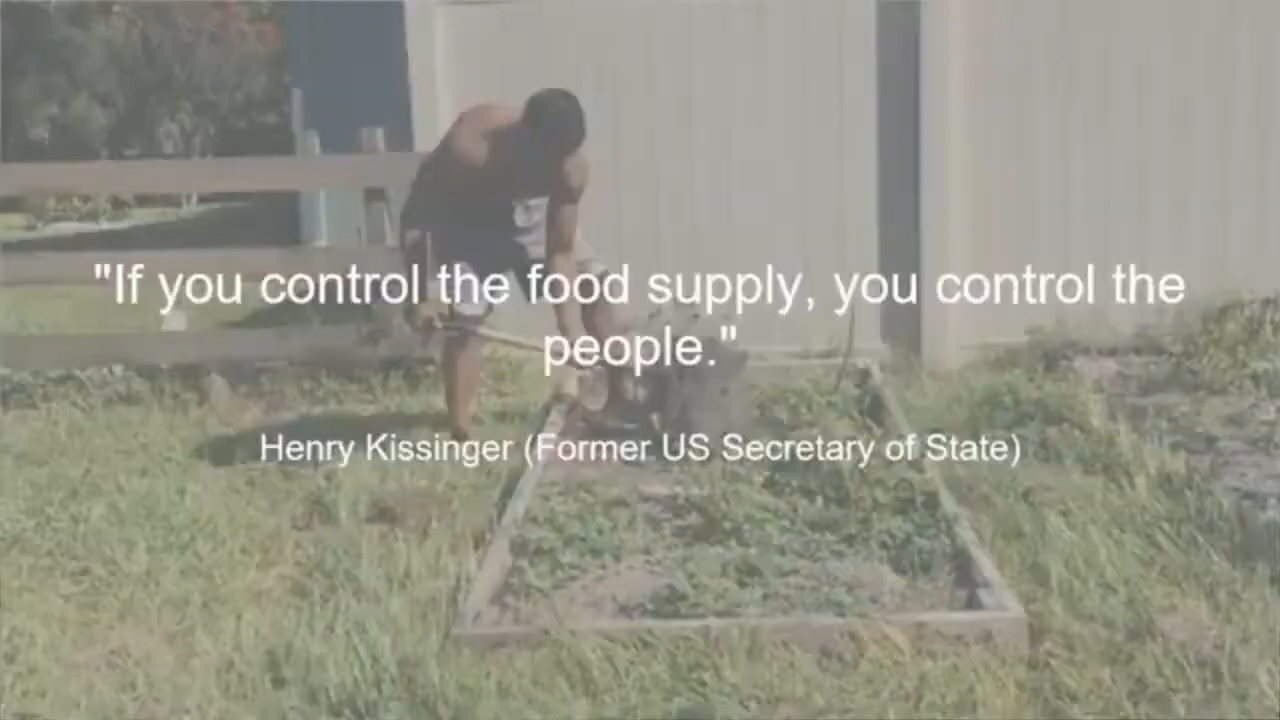 "If you control the food supply, you control the
people."
Henry Kissinger (Former US Secretary of State)